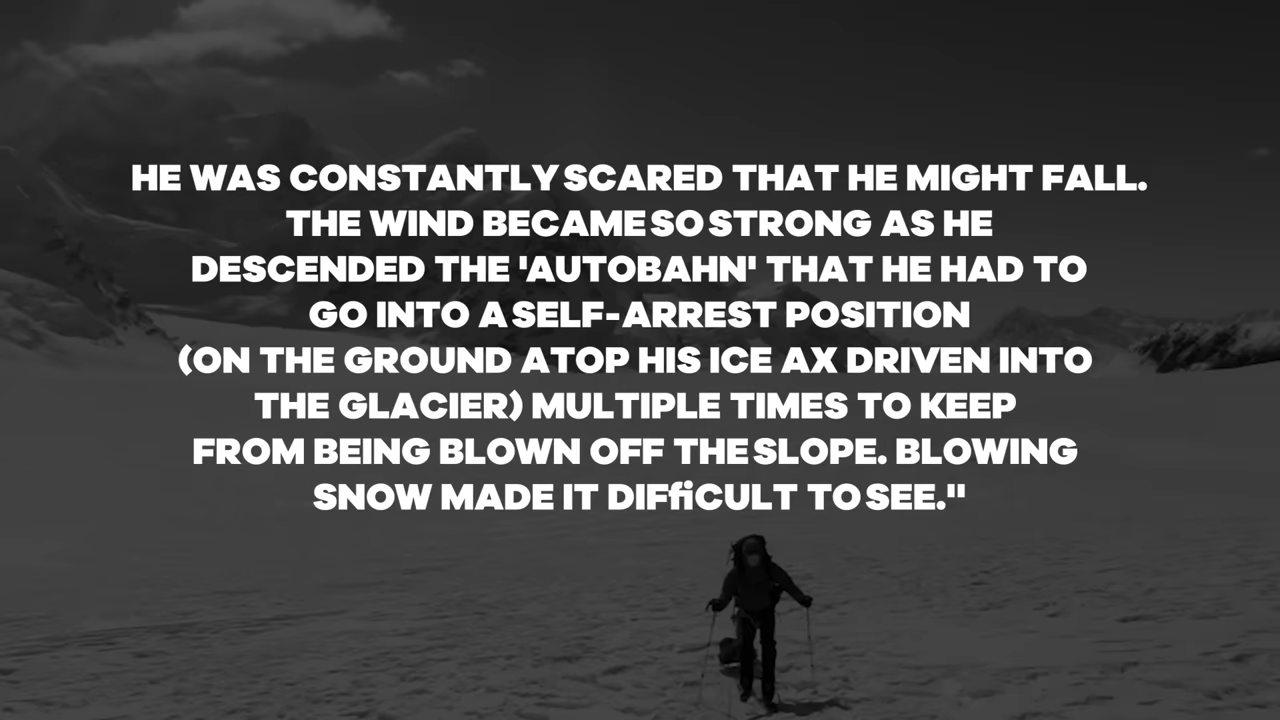 HE WAS CONSTANTLY SCARED THAT HE MIGHT FALL.
THE WIND BECAME SO STRONG AS HE
DESCENDED THE 'AUTOBAHN' THAT HE HAD TO
GO INTO A SELF-ARREST POSITION
(ON THE GROUND ATOP HIS ICE AX DRIVEN INTO
THE GLACIER) MULTIPLE TIMES TO KEEP
FROM BEING BLOWN OFF THE SLOPE. BLOWING
SNOW MADE IT DIFfiCULT TO SEE."